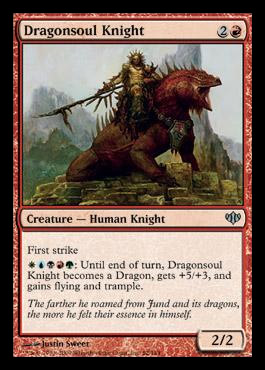 Dragonsoul Knight 2
Creature — Human Knight
First strike
: Until end of turn, Dragonsoul
Knight becomes a Dragon, gets +5/+3, and
gains flying and trample.
The farther he roamed from Jund and its dragons,
the more he felt their essence in himself.
Justin Sweet
2/2